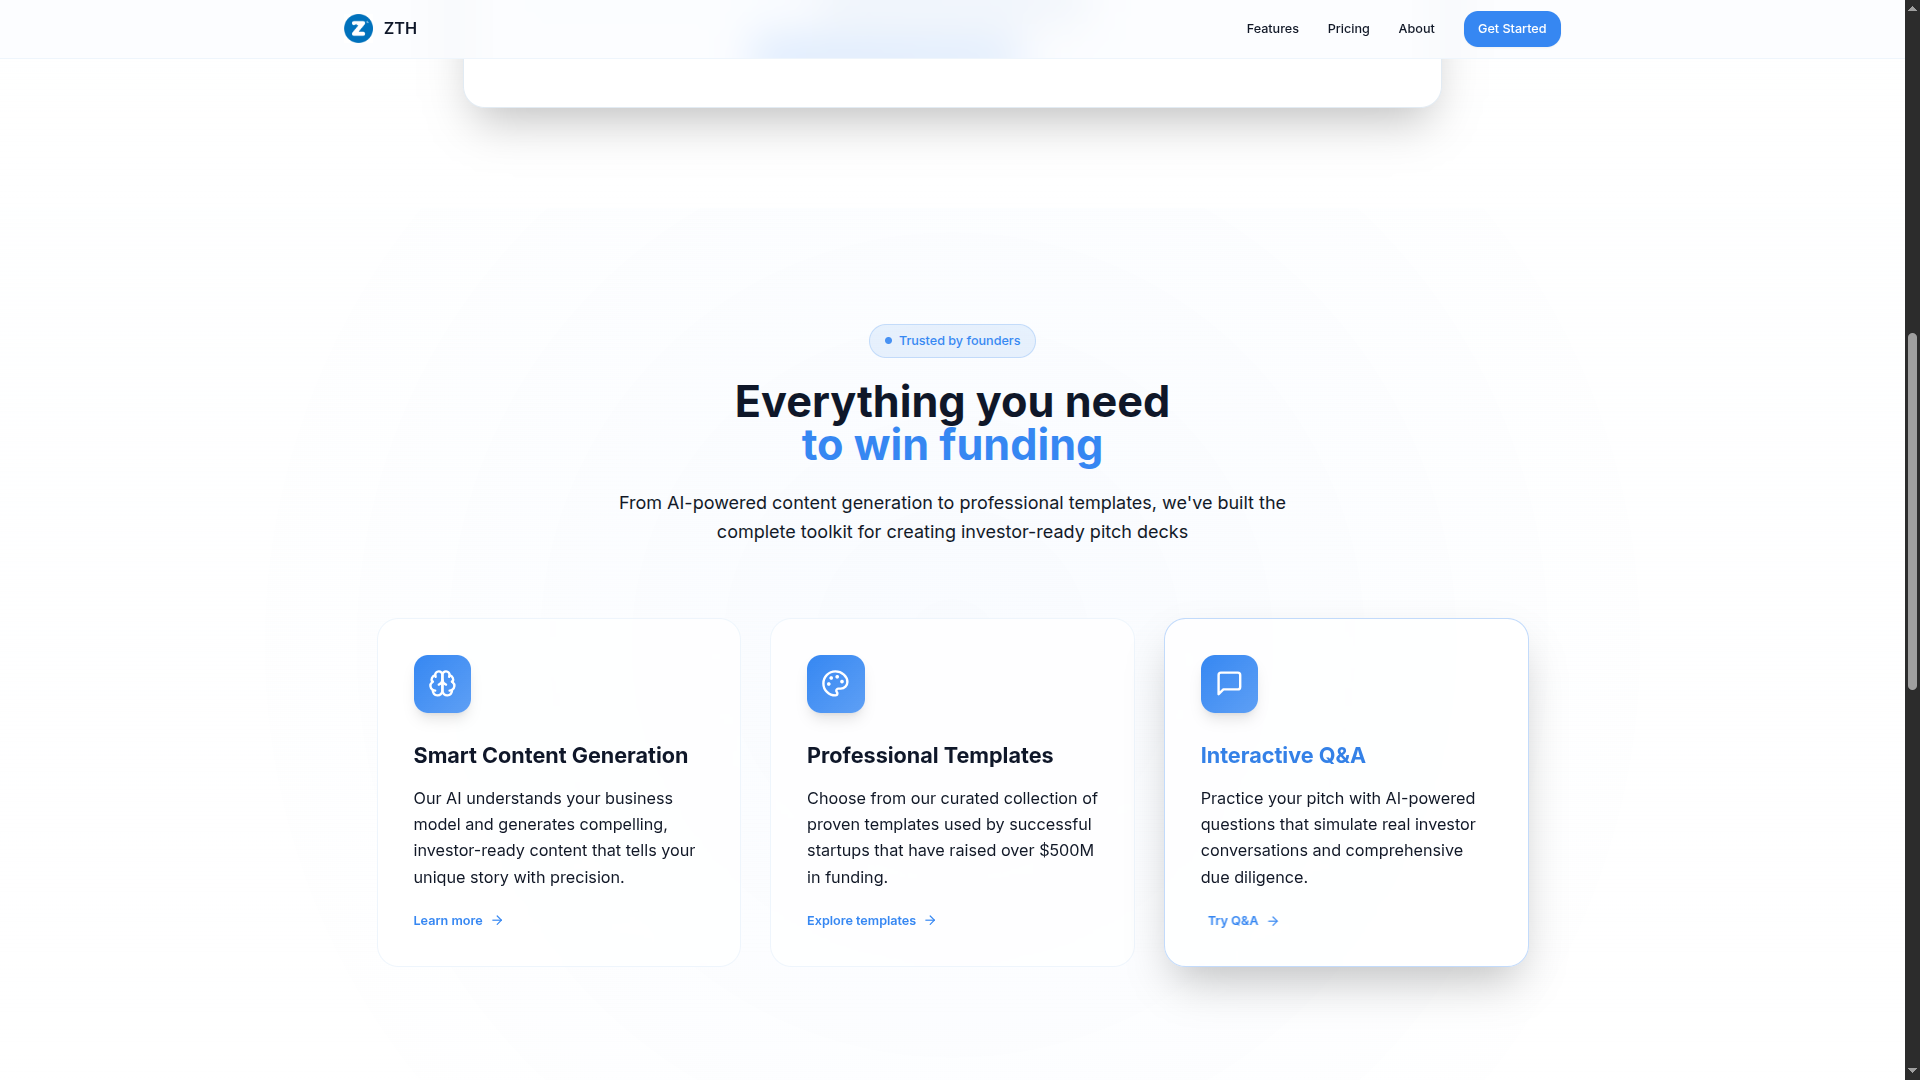 ZTH
Features
Pricing
About
Get Started
Trusted by founders
Everything you need
to win funding
From AI-powered content generation to professional templates, we've built the
complete toolkit for creating investor-ready pitch decks
Smart Content Generation
Our AI understands your business
model and generates compelling,
investor-ready content that tells your
unique story with precision.
Learn more
Professional Templates
Choose from our curated collection of
proven templates used by successful
startups that have raised over $500M
in funding.
Explore templates
Interactive Q&A
Practice your pitch with AI-powered
questions that simulate real investor
conversations and comprehensive
due diligence.
Try Q&A